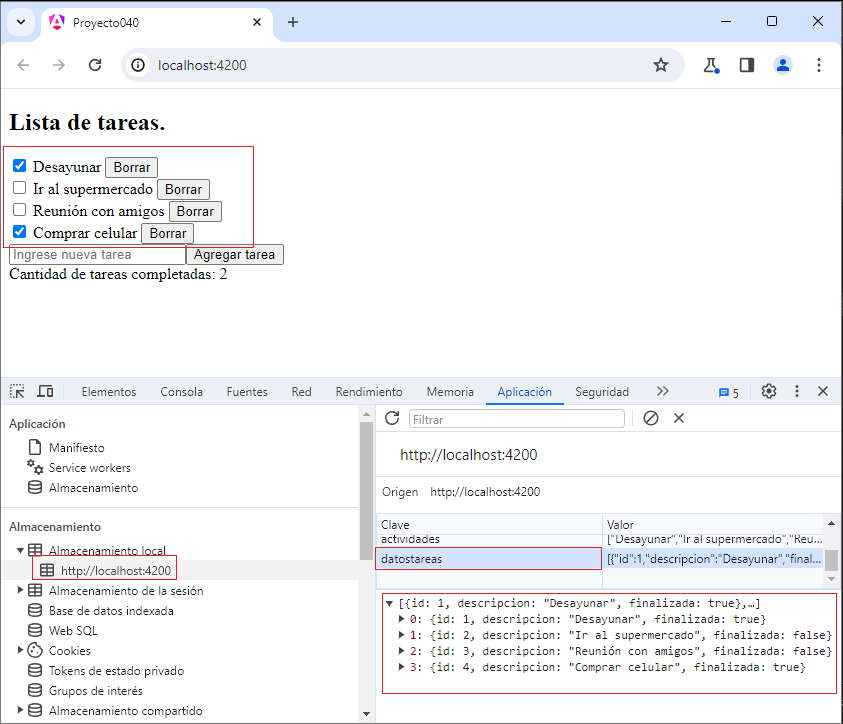 Proyecto040
localhost:4200
Lista de tareas.
Desayunar Borrar
Ir al supermercado Borrar
Reunión con amigos Borrar
Comprar celular Borrar
Ingrese nueva tarea Agregar tarea
Cantidad de tareas completadas: 2
Elementos Consola Fuentes Red Rendimiento Memoria Aplicación Seguridad 5
Aplicación
Manifiesto
Service workers
Almacenamiento
Almacenamiento
Almacenamiento local
http://localhost:4200
Almacenamiento de la sesión
Base de datos indexada
Web SQL
Cookies
Tokens de estado privado
Grupos de interés
Almacenamiento compartido
Filtrar
http://localhost:4200
Origen http://localhost:4200
Clave Valor
actividades ["Desayunar","Ir al supermercado","Reu...
datostareas [{"id":1,"descripcion":"Desayunar","final...
[{id: 1, descripcion: "Desayunar", finalizada: true},…]
0: {id: 1, descripcion: "Desayunar", finalizada: true}
1: {id: 2, descripcion: "Ir al supermercado", finalizada: false}
2: {id: 3, descripcion: "Reunión con amigos", finalizada: false}
3: {id: 4, descripcion: "Comprar celular", finalizada: true}